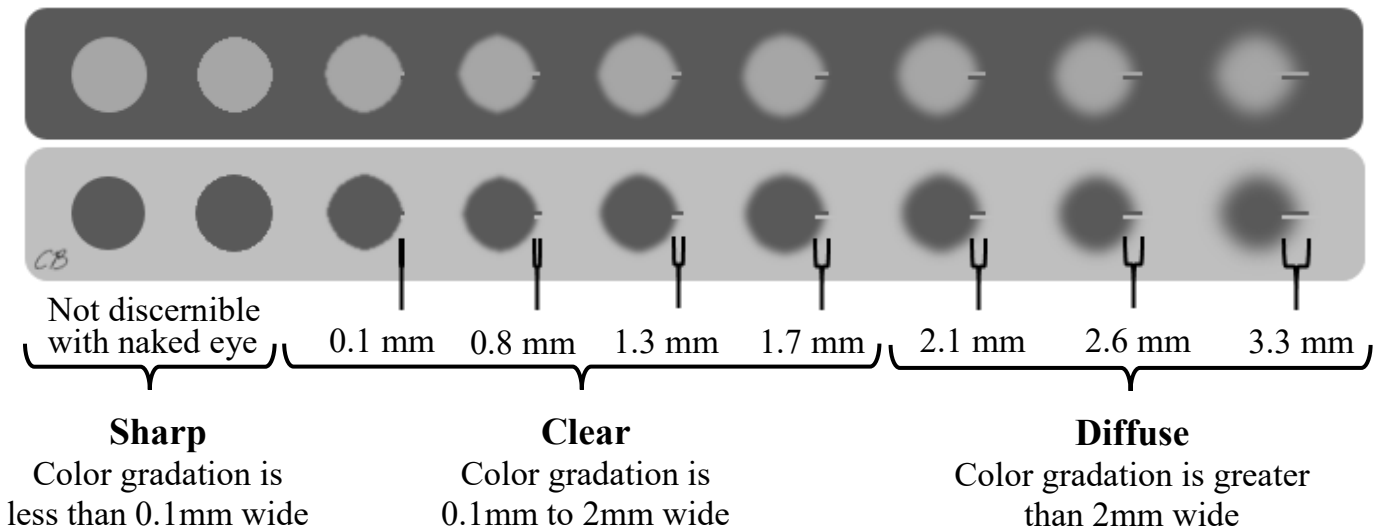 CB
Not discernible
with naked eye
0.1 mm
0.8 mm
1.3 mm
1.7 mm
2.1 mm
2.6 mm
3.3 mm
Sharp
Color gradation is
less than 0.1mm wide
Clear
Color gradation is
0.1mm to 2mm wide
Diffuse
Color gradation is greater
than 2mm wide